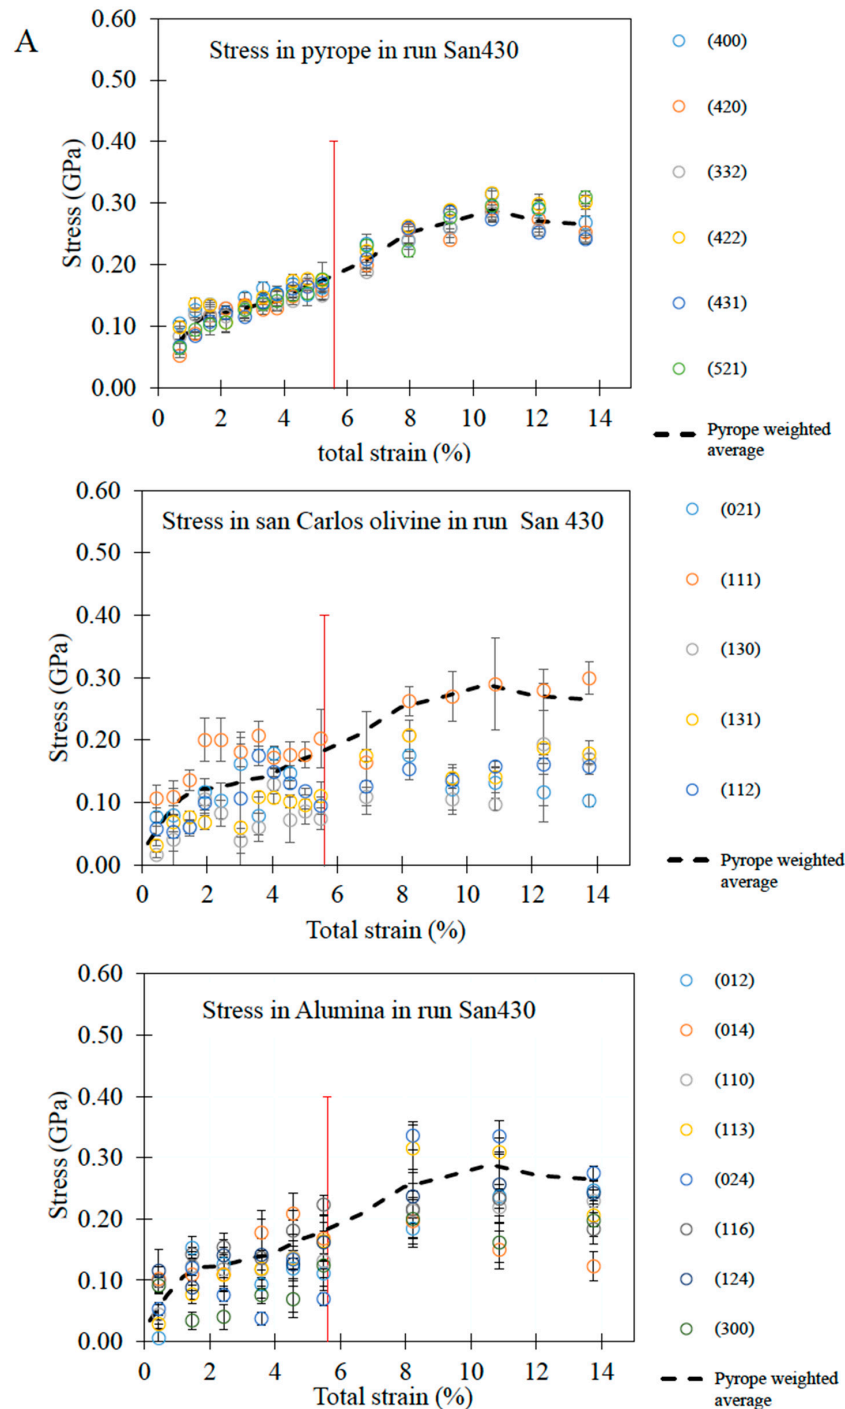 A
Stress in pyrope in run San430
0.60
0.50
0.40
0.30
0.20
0.10
0.00
Stress (GPa)
0 2 4 6 8 10 12 14
total strain (%)
(400)
(420)
(332)
(422)
(431)
(521)
Pyrope weighted
average
Stress in san Carlos olivine in run San 430
0.60
0.50
0.40
0.30
0.20
0.10
0.00
Stress (GPa)
0 2 4 6 8 10 12 14
Total strain (%)
(021)
(111)
(130)
(131)
(112)
Pyrope weighted
average
Stress in Alumina in run San430
0.60
0.50
0.40
0.30
0.20
0.10
0.00
Stress (GPa)
0 2 4 6 8 10 12 14
Total strain (%)
(012)
(014)
(110)
(113)
(024)
(116)
(124)
(300)
Pyrope weighted
average